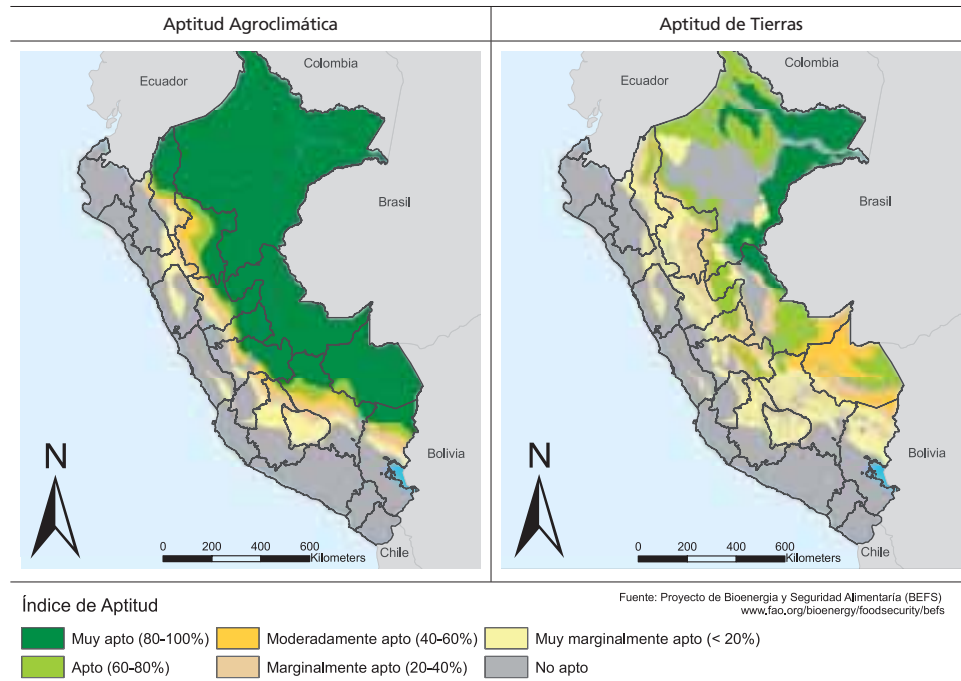 Aptitud Agroclimática
Aptitud de Tierras
Colombia
Ecuador
Brasil
Bolivia
Chile
N
0 200 400 600
Kilometers
Colombia
Ecuador
Brasil
Bolivia
Chile
N
0 200 400 600
Kilometers
Índice de Aptitud
Fuente: Proyecto de Bioenergia y Seguridad Alimentaría (BEFS)
www.fao.org/bioenergy/foodsecurity/befs
Muy apto (80-100%)
Moderadamente apto (40-60%)
Muy marginalmente apto (< 20%)
Apto (60-80%)
Marginalmente apto (20-40%)
No apto